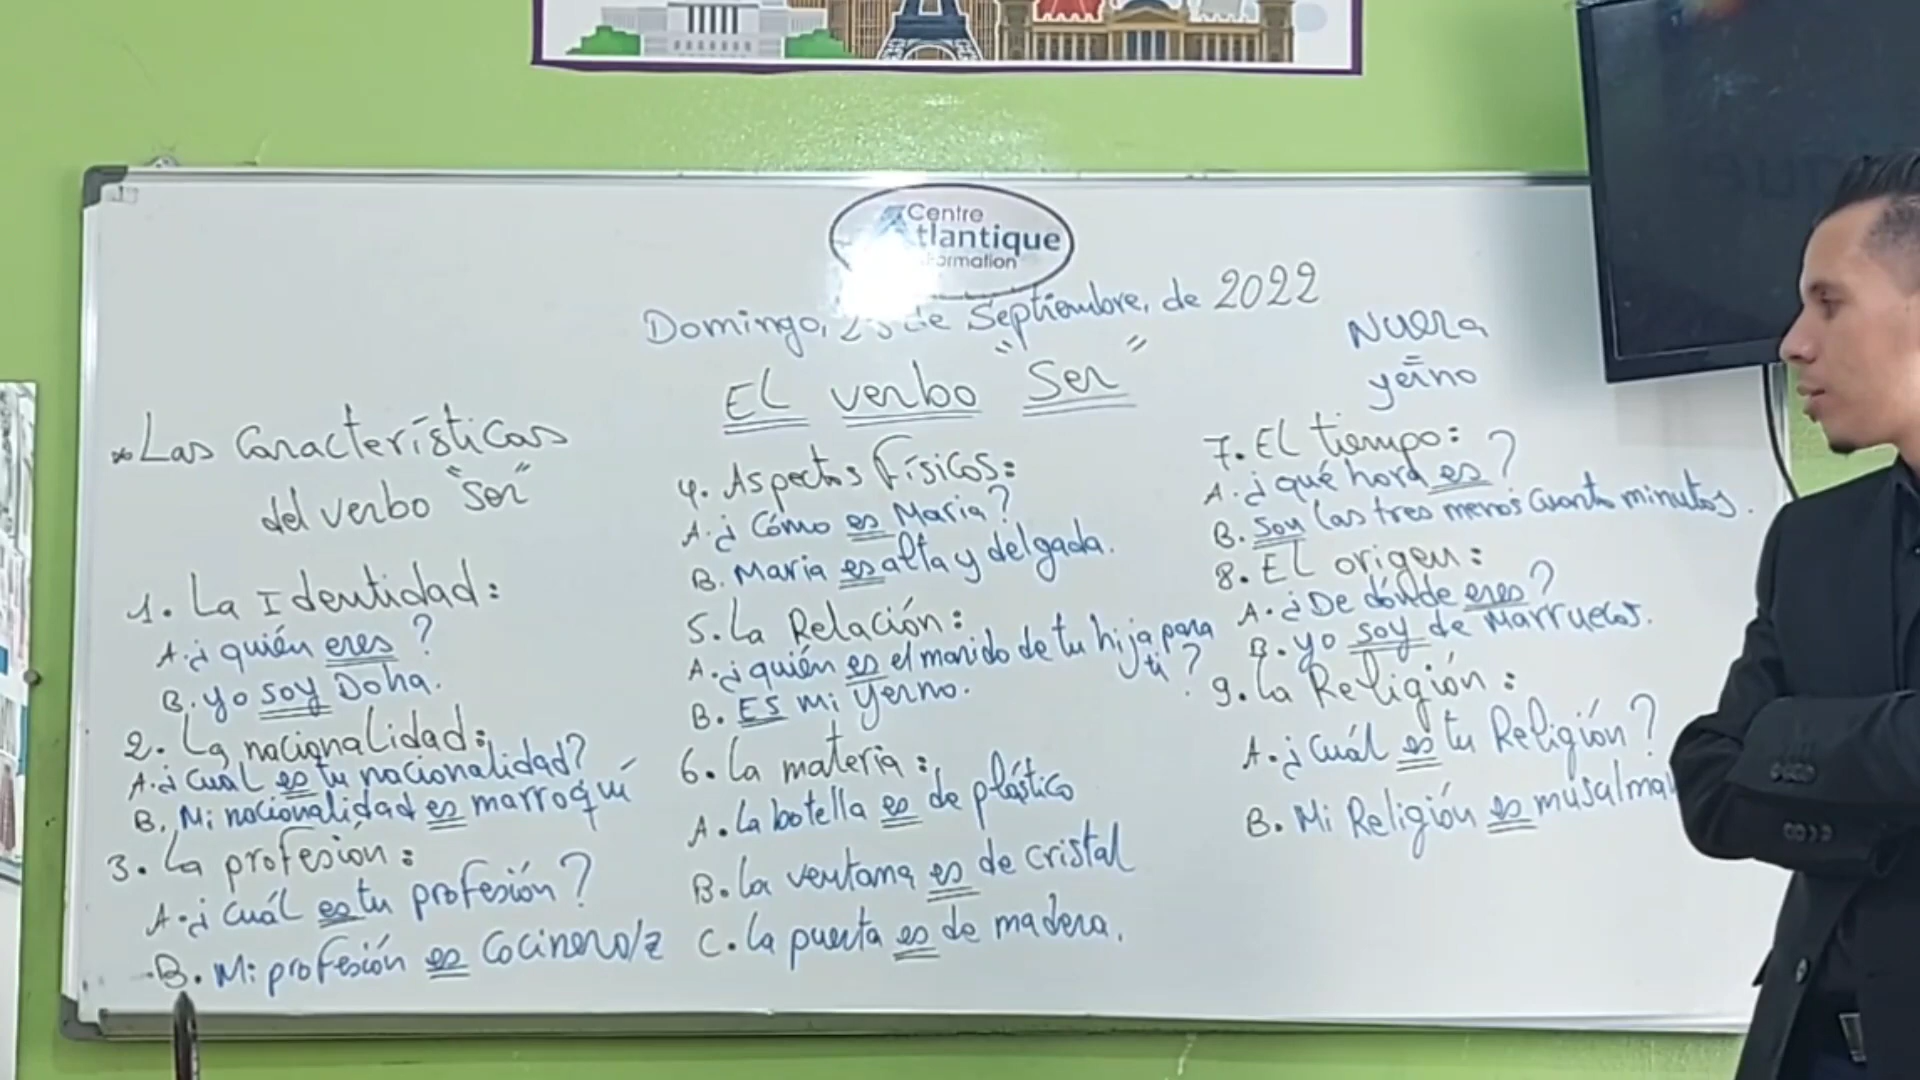 Centre
Atlantique
Formation
Domingo, 25 de Septiembre, de 2022
El verbo "Ser"
Nuera
=
yerno
* Las características
del verbo "ser"
1. La Identidad:
A. ¿quién eres?
B. yo soy Doha.
2. La nacionalidad:
A. ¿Cual es tu nacionalidad?
B. Mi nacionalidad es marroquí
3. La profesion:
A. ¿Cuál es tu profesión?
B. Mi profesión es cocinero/a
4. Aspectos Físicos:
A. ¿Cómo es Maria?
B. Maria es alta y delgada.
5. La Relación:
A. ¿quién es el marido de tu hija para
ti?
B. ES mi yerno.
6. La materia:
A. La botella es de plástico
B. La ventana es de cristal
C. la puerta es de madera.
7. El tiempo:
A. ¿qué hora es?
B. Son las tres menos cuanto minutos.
8. El origen:
A. ¿De dónde eres?
B. yo soy de Marruecos.
9. La Religión:
A. ¿Cuál es tu Religión?
B. Mi Religión es